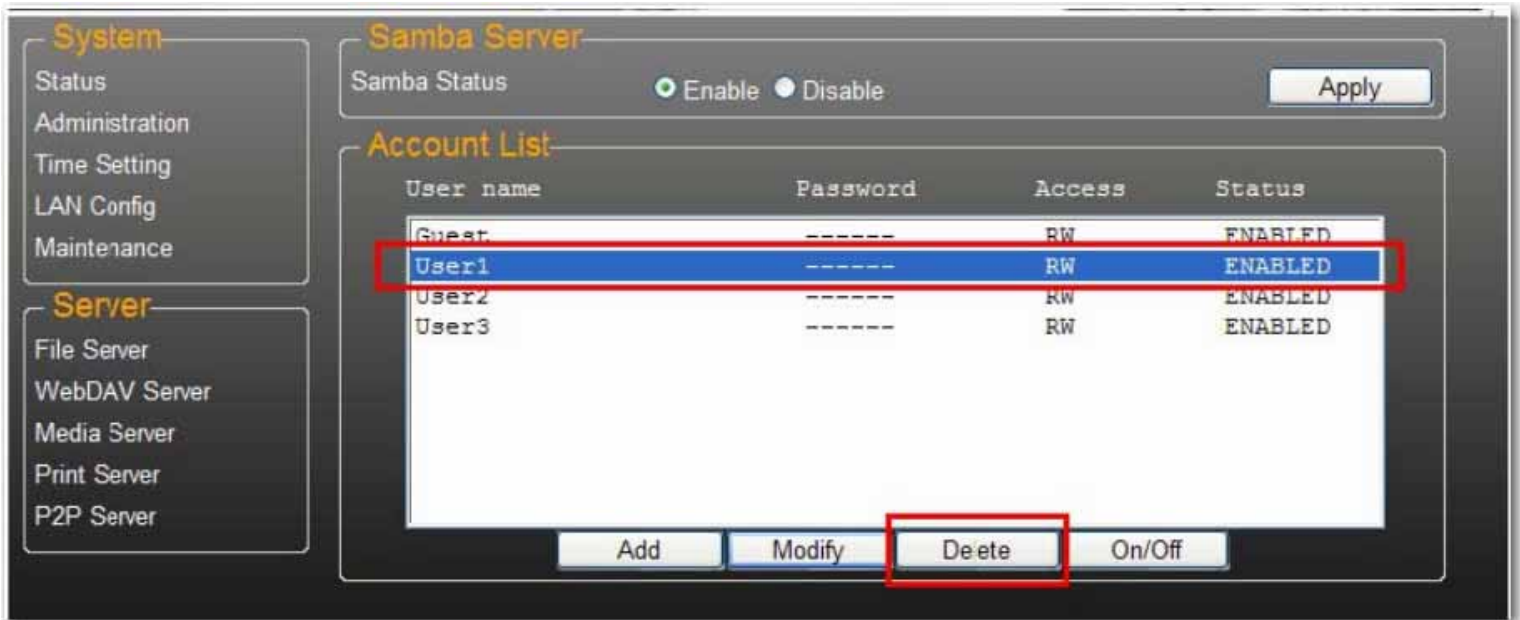 System
Status
Administration
Time Setting
LAN Config
Maintenance
Server
File Server
WebDAV Server
Media Server
Print Server
P2P Server
Samba Server
Samba Status Enable Disable Apply
Account List
User name Password Access Status
Guest ------ RW ENABLED
User1 ------ RW ENABLED
User2 ------ RW ENABLED
User3 ------ RW ENABLED
Add Modify Delete On/Off